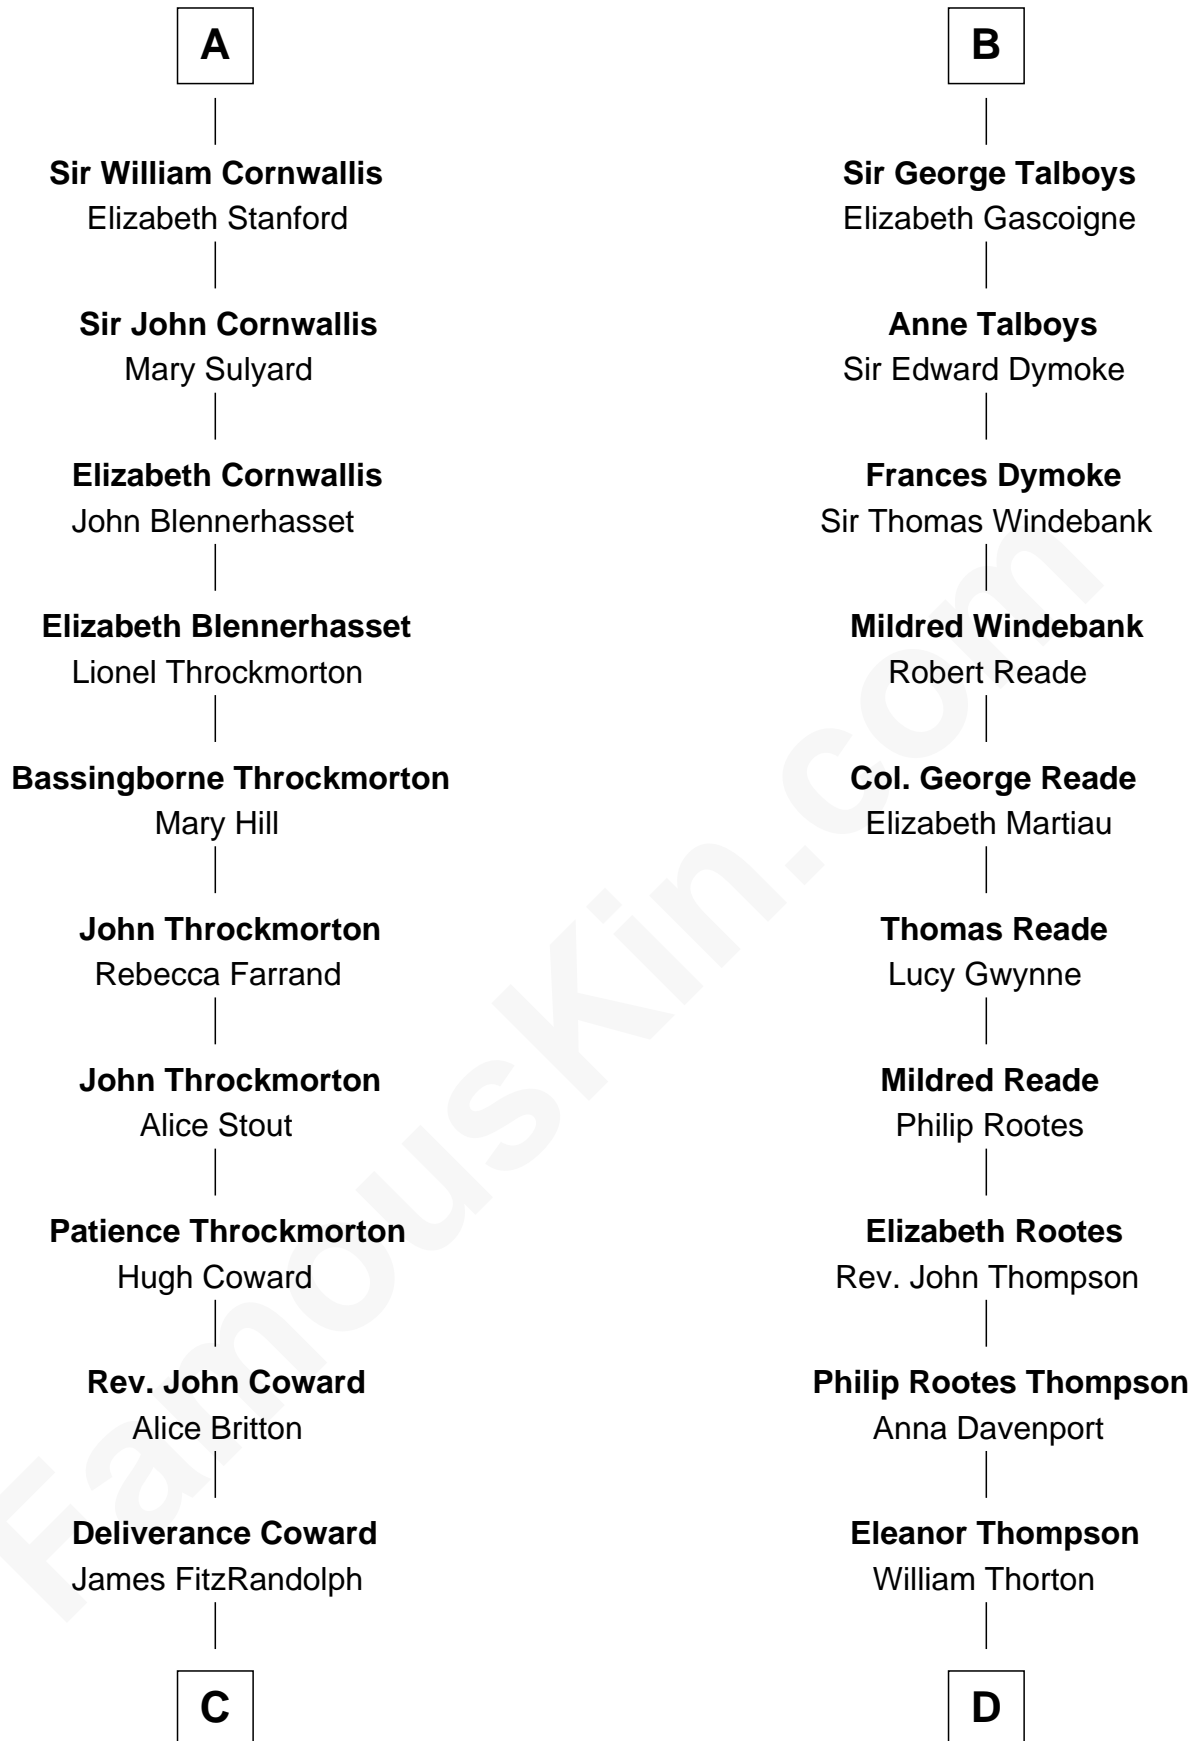 A
Sir William Cornwallis
Elizabeth Stanford
Sir John Cornwallis
Mary Sulyard
Elizabeth Cornwallis
John Blennerhasset
Elizabeth Blennerhasset
Lionel Throckmorton
Bassingborne Throckmorton
Mary Hill
John Throckmorton
Rebecca Farrand
John Throckmorton
Alice Stout
Patience Throckmorton
Hugh Coward
Rev. John Coward
Alice Britton
Deliverance Coward
James FitzRandolph
C
B
Sir George Talboys
Elizabeth Gascoigne
Anne Talboys
Sir Edward Dymoke
Frances Dymoke
Sir Thomas Windebank
Mildred Windebank
Robert Reade
Col. George Reade
Elizabeth Martiau
Thomas Reade
Lucy Gwynne
Mildred Reade
Philip Rootes
Elizabeth Rootes
Rev. John Thompson
Philip Rootes Thompson
Anna Davenport
Eleanor Thompson
William Thorton
D
FamousKin.com